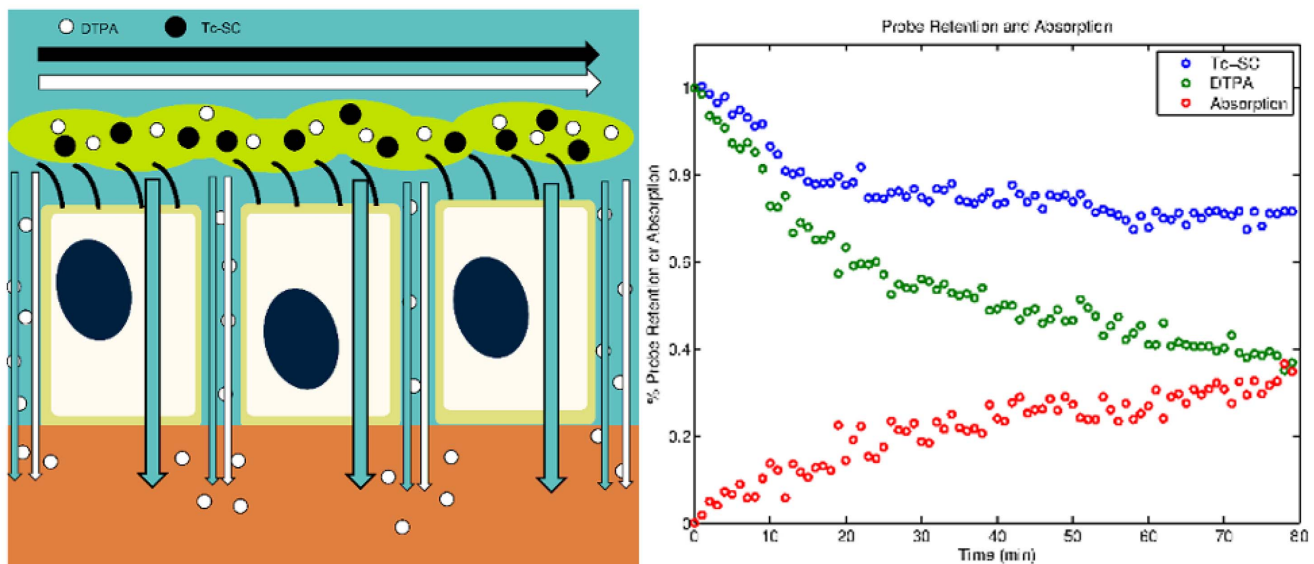 DTPA
Tc-SC
Probe Retention and Absorption
Tc-SC
DTPA
Absorption
% Probe Retention or Absorption
1
0.8
0.6
0.4
0.2
0
0 10 20 30 40 50 60 70 80
Time (min)